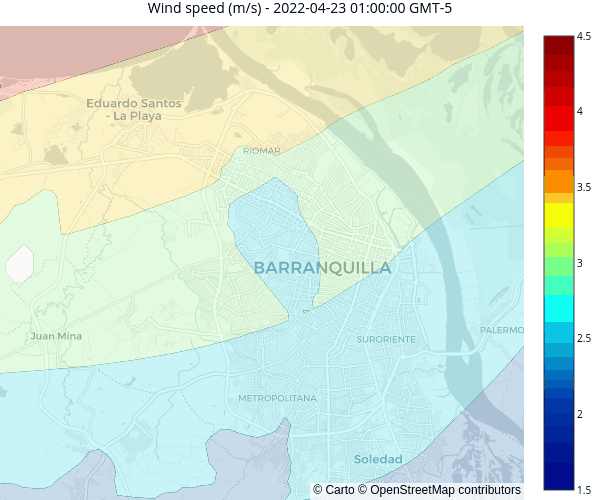 Wind speed (m/s) - 2022-04-23 01:00:00 GMT-5
4.5
4
3.5
3
2.5
2
1.5
Eduardo Santos
- La Playa
RIOMAR
BARRANQUILLA
Juan Mina
SURORIENTE
PALERMO
METROPOLITANA
Soledad
© Carto © OpenStreetMap contributors